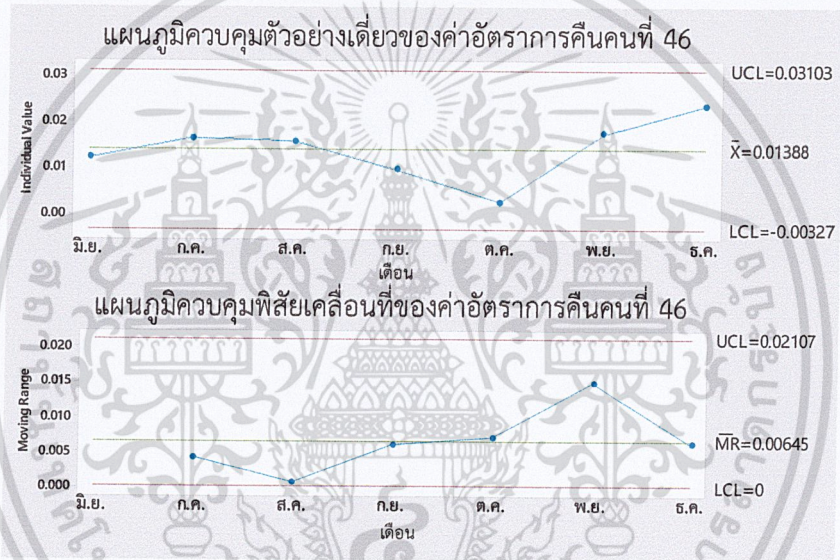 แผนภูมิควบคุมตัวอย่างเดี่ยวของค่าอัตราการคืนคนที่ 46
Individual Value
0.03
0.02
0.01
0.00
UCL=0.03103
X̄=0.01388
LCL=-0.00327
มิ.ย. ก.ค. ส.ค. ก.ย. ต.ค. พ.ย. ธ.ค.
เดือน
แผนภูมิควบคุมพิสัยเคลื่อนที่ของค่าอัตราการคืนคนที่ 46
Moving Range
0.020
0.015
0.010
0.005
0.000
UCL=0.02107
M̅R̅=0.00645
LCL=0
มิ.ย. ก.ค. ส.ค. ก.ย. ต.ค. พ.ย. ธ.ค.
เดือน